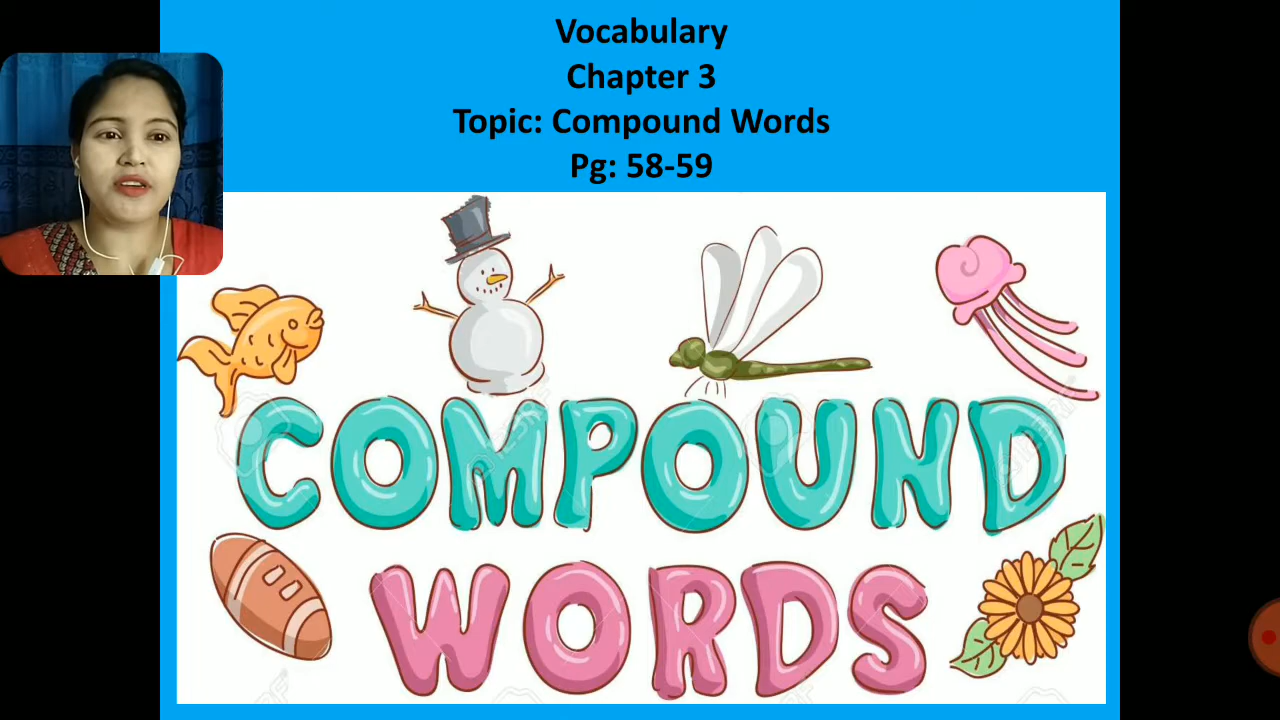 Vocabulary
Chapter 3
Topic: Compound Words
Pg: 58-59
COMPOUND
WORDS